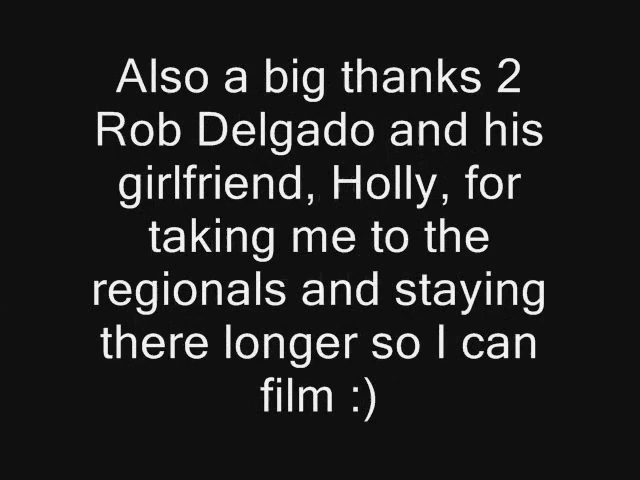 Also a big thanks 2
Rob Delgado and his
girlfriend, Holly, for
taking me to the
regionals and staying
there longer so I can
film :)